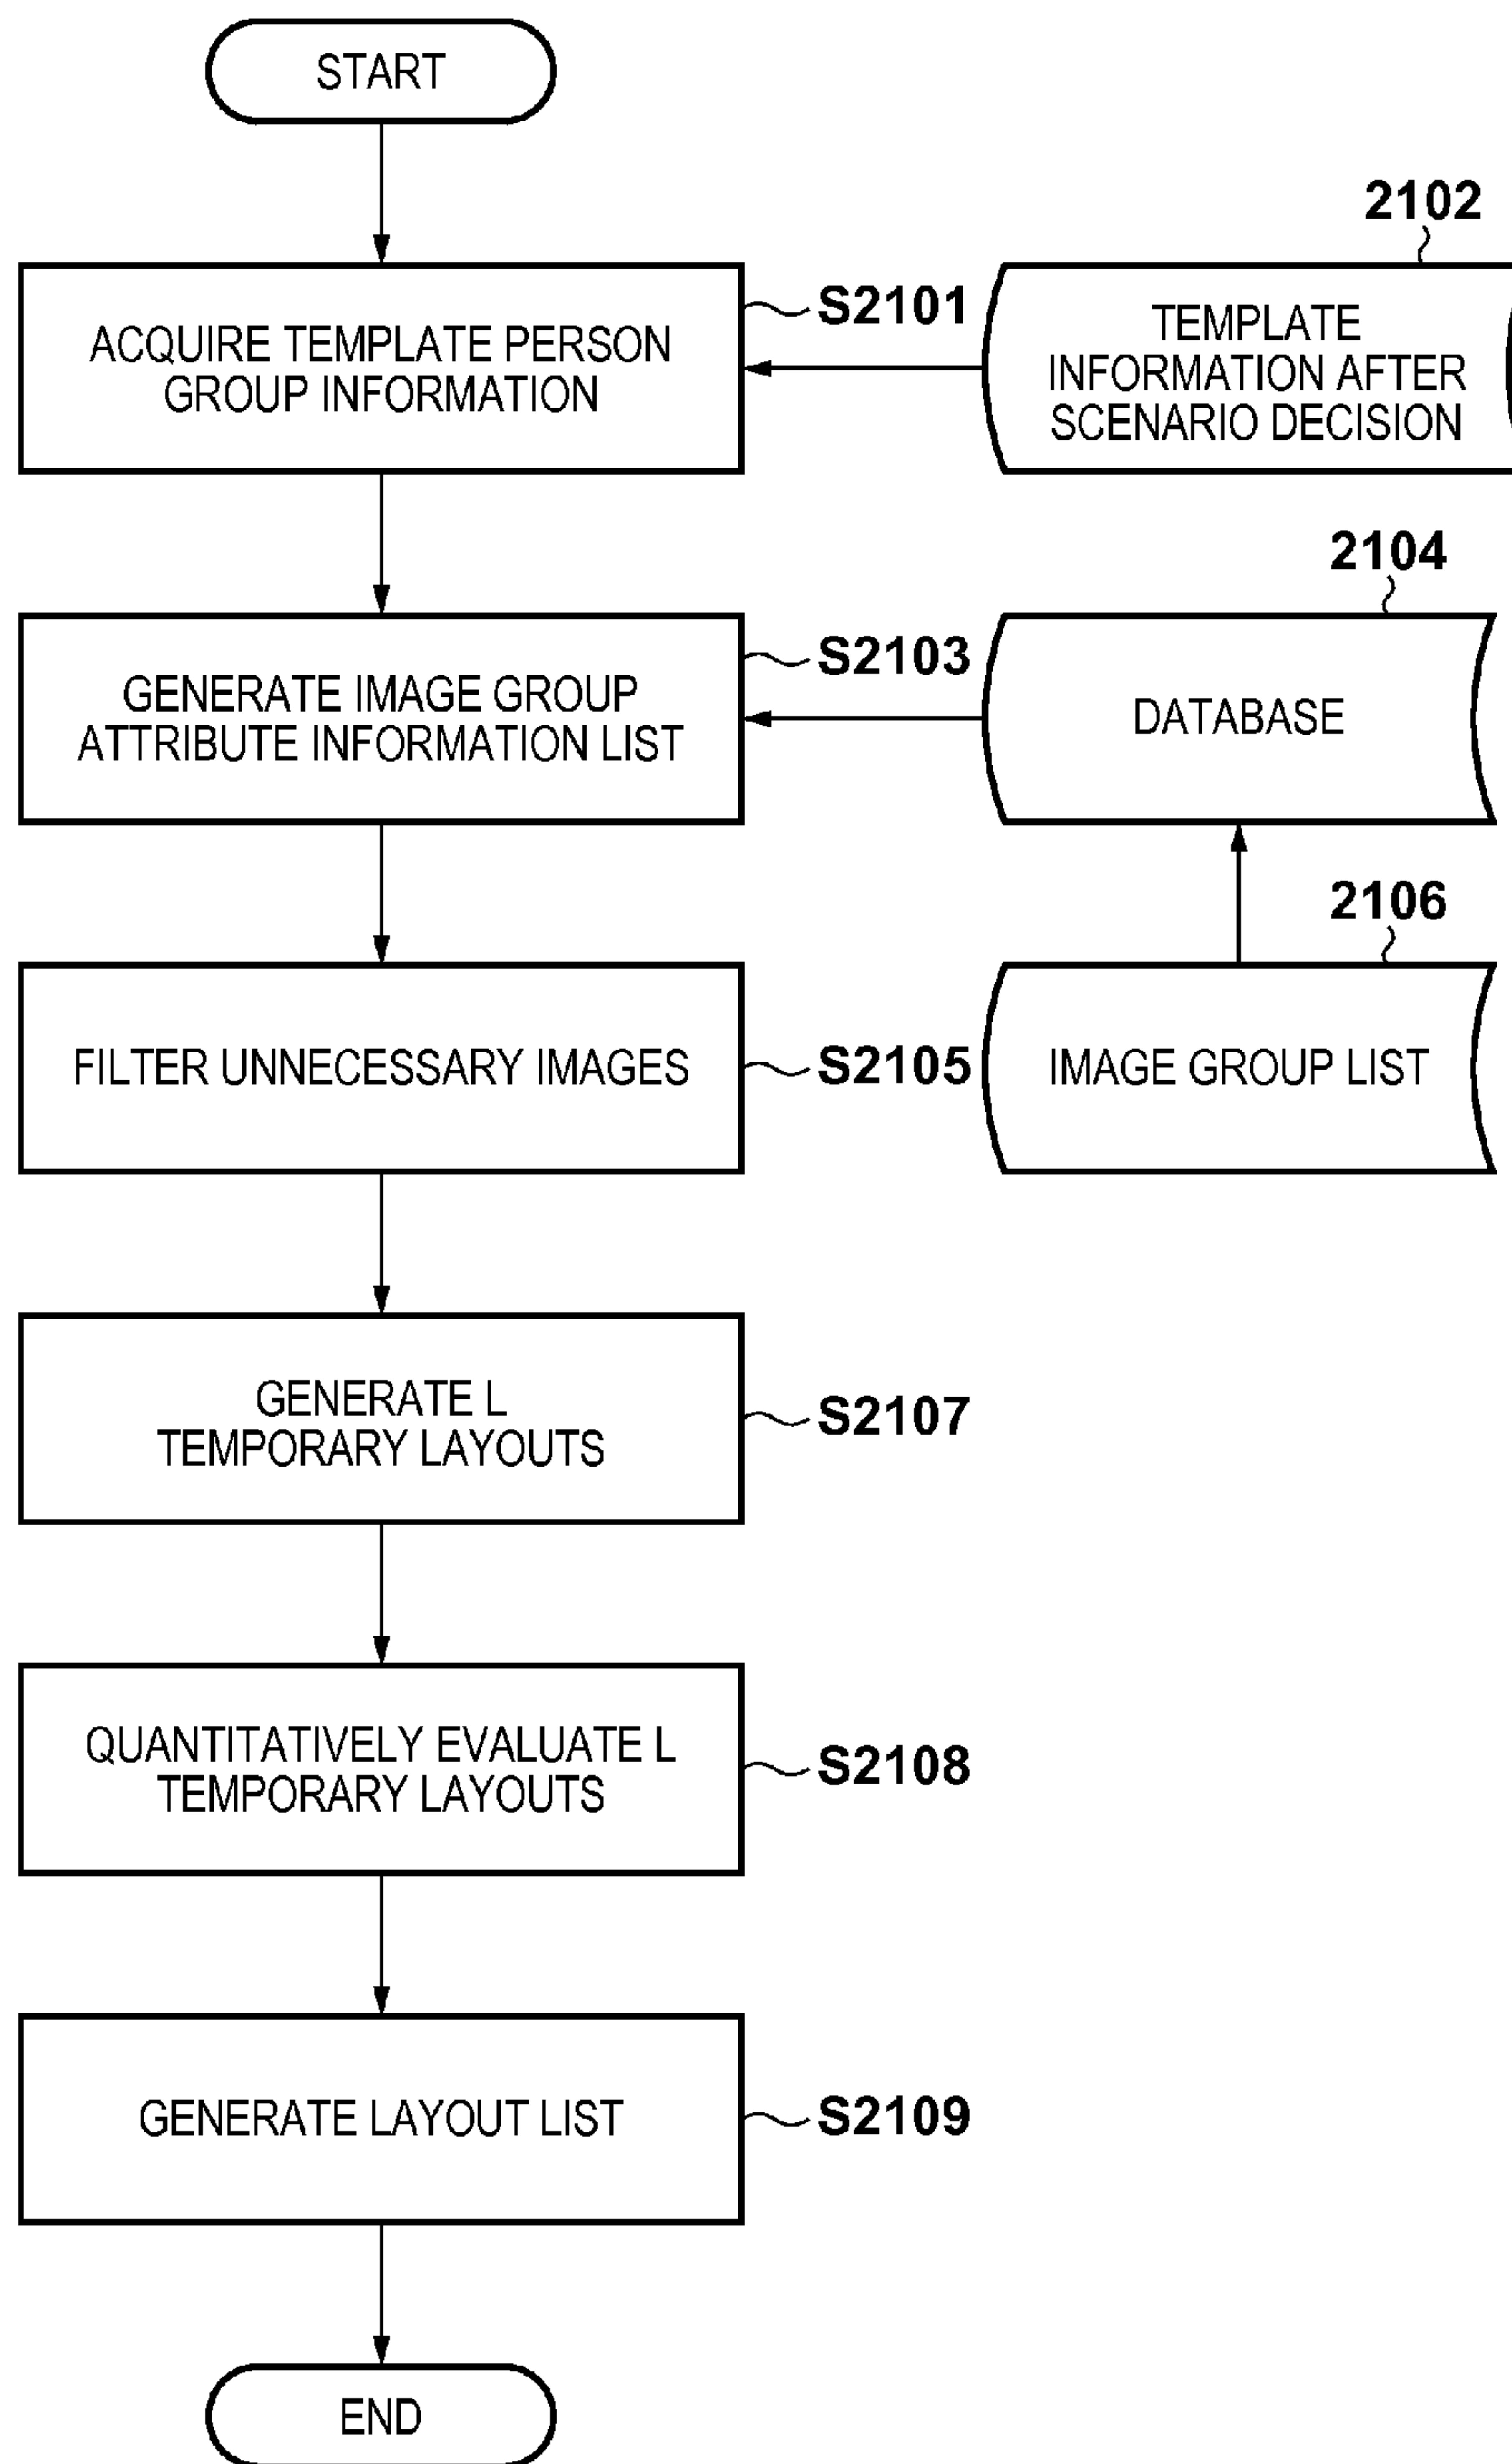 START
2102
ACQUIRE TEMPLATE PERSON
GROUP INFORMATION
S2101
TEMPLATE
INFORMATION AFTER
SCENARIO DECISION
2104
GENERATE IMAGE GROUP
ATTRIBUTE INFORMATION LIST
S2103
DATABASE
2106
FILTER UNNECESSARY IMAGES
S2105
IMAGE GROUP LIST
GENERATE L
TEMPORARY LAYOUTS
S2107
QUANTITATIVELY EVALUATE L
TEMPORARY LAYOUTS
S2108
GENERATE LAYOUT LIST
S2109
END